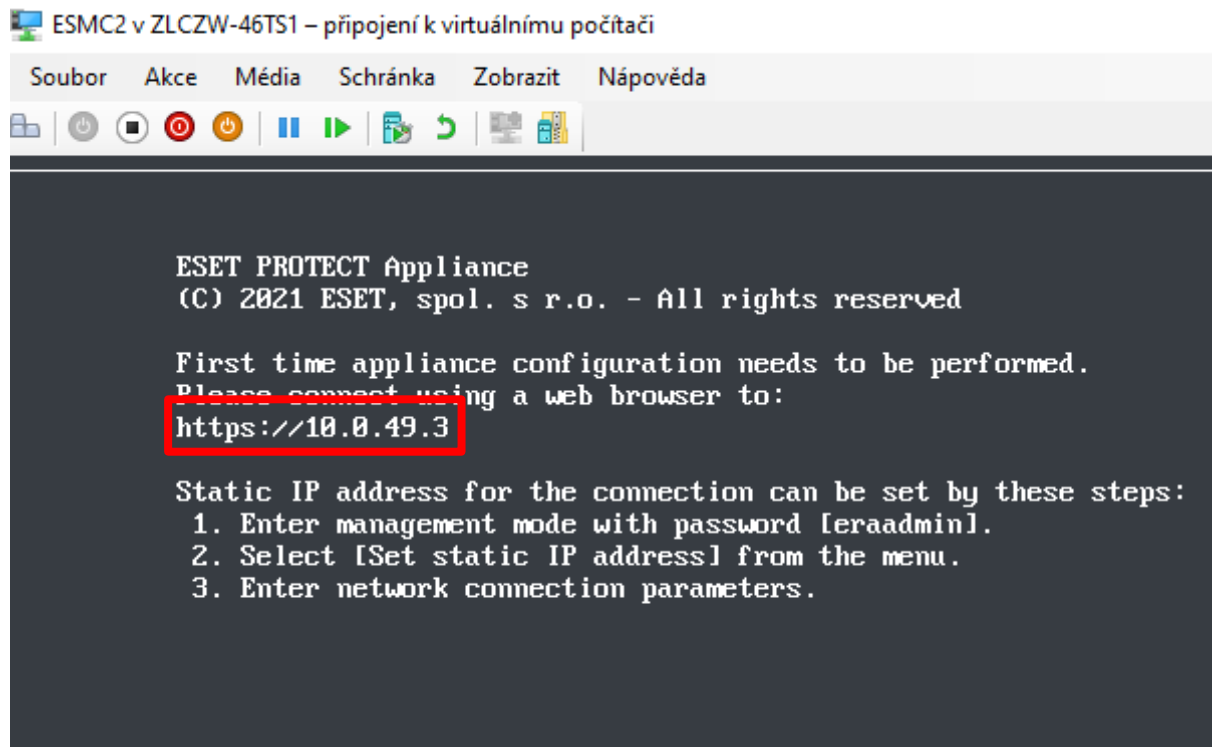 ESMC2 v ZLCZW-46TS1 – připojení k virtuálnímu počítači
Soubor Akce Média Schránka Zobrazit Nápověda
ESET PROTECT Appliance
(C) 2021 ESET, spol. s r.o. - All rights reserved
First time appliance configuration needs to be performed.
Please connect using a web browser to:
https://10.0.49.3
Static IP address for the connection can be set by these steps:
1. Enter management mode with password [eraadmin].
2. Select [Set static IP address] from the menu.
3. Enter network connection parameters.